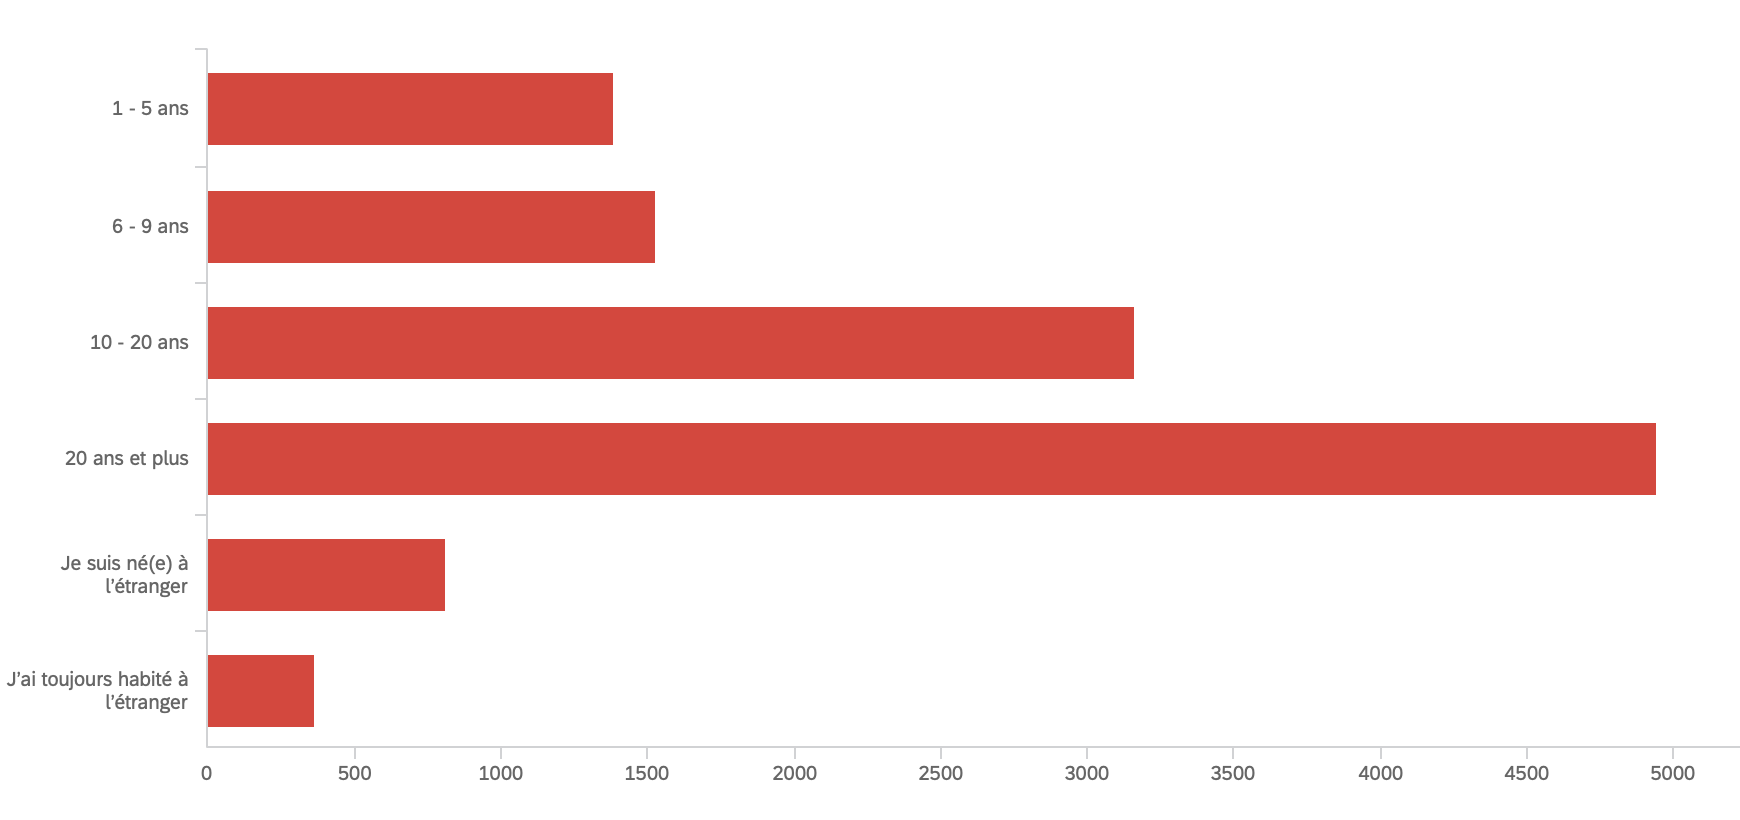 1 - 5 ans
6 - 9 ans
10 - 20 ans
20 ans et plus
Je suis né(e) à
l’étranger
J’ai toujours habité à
l’étranger
0 500 1000 1500 2000 2500 3000 3500 4000 4500 5000